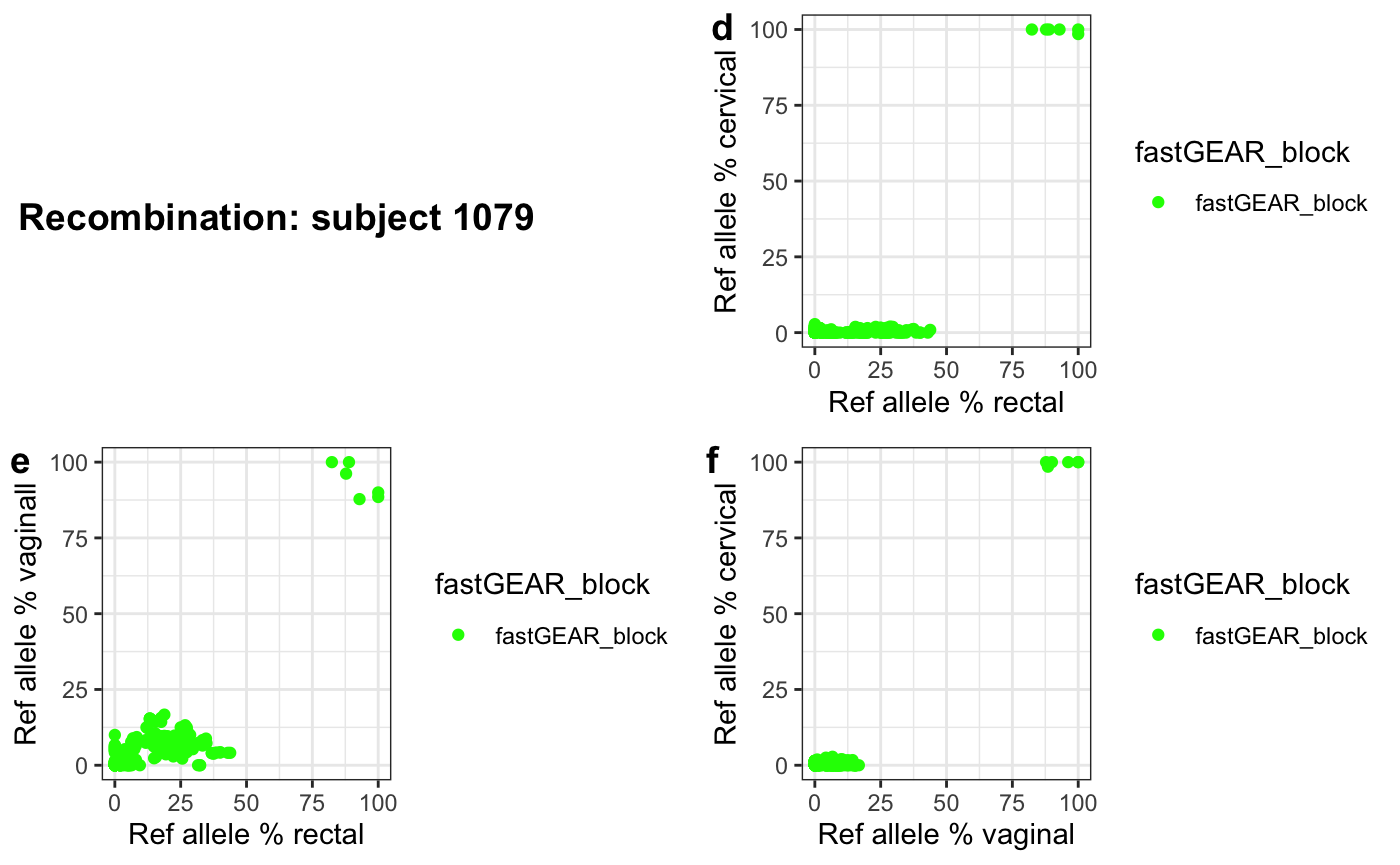 Recombination: subject 1079
d
Ref allele % cervical
100
75
50
25
0
0 25 50 75 100
Ref allele % rectal
fastGEAR_block
fastGEAR_block
e
Ref allele % vaginall
100
75
50
25
0
0 25 50 75 100
Ref allele % rectal
fastGEAR_block
fastGEAR_block
f
Ref allele % cervical
100
75
50
25
0
0 25 50 75 100
Ref allele % vaginal
fastGEAR_block
fastGEAR_block